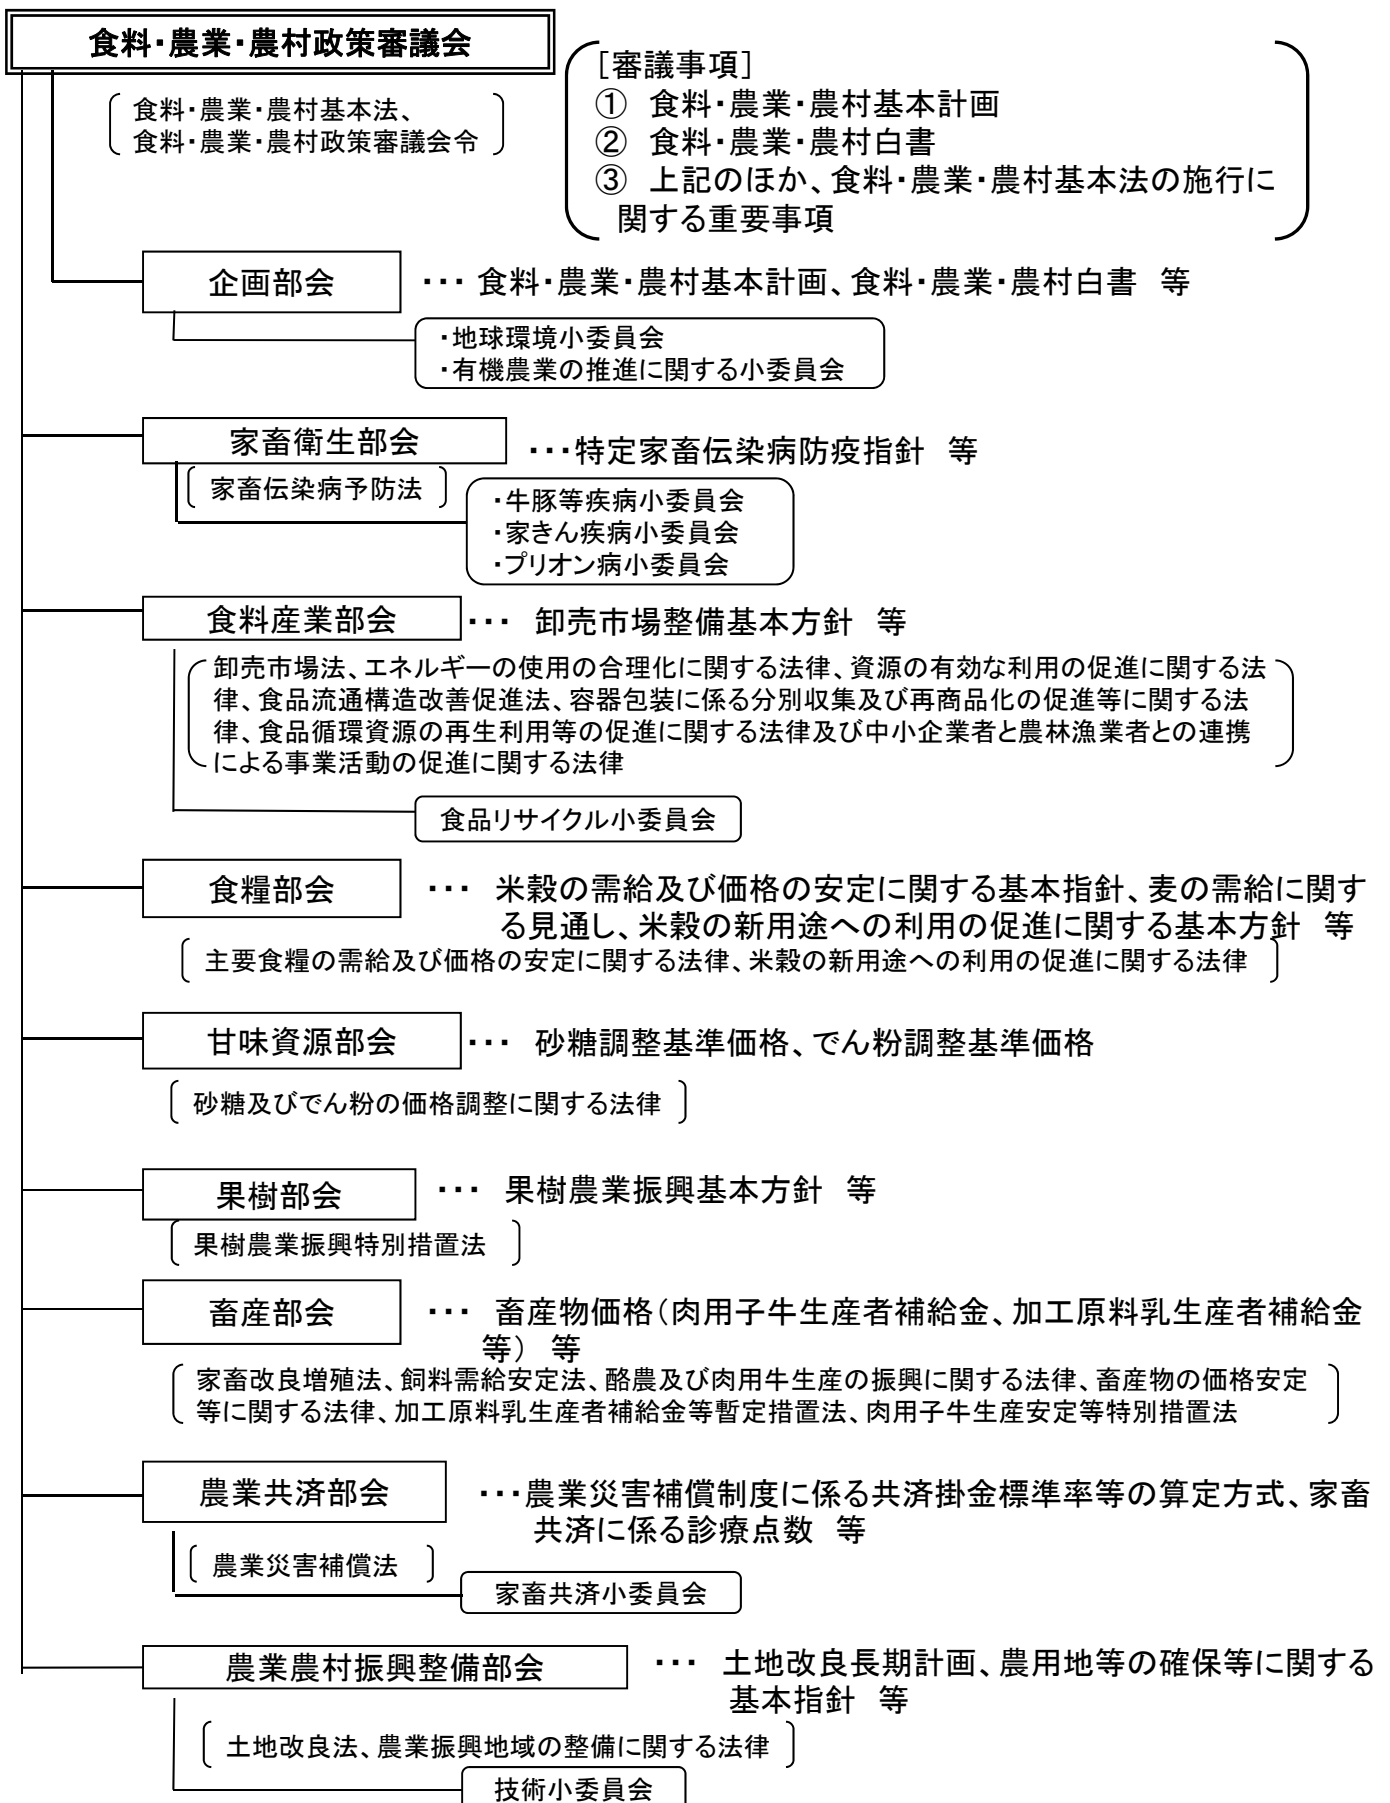 食料・農業・農村政策審議会
食料・農業・農村基本法、
食料・農業・農村政策審議会令
[審議事項]
① 食料・農業・農村基本計画
② 食料・農業・農村白書
③ 上記のほか、食料・農業・農村基本法の施行に
関する重要事項
企画部会 ・・・ 食料・農業・農村基本計画、食料・農業・農村白書 等
・地球環境小委員会
・有機農業の推進に関する小委員会
家畜衛生部会 ・・・特定家畜伝染病防疫指針 等
家畜伝染病予防法
・牛豚等疾病小委員会
・家きん疾病小委員会
・プリオン病小委員会
食料産業部会 ・・・ 卸売市場整備基本方針 等
卸売市場法、エネルギーの使用の合理化に関する法律、資源の有効な利用の促進に関する法
律、食品流通構造改善促進法、容器包装に係る分別収集及び再商品化の促進等に関する法
律、食品循環資源の再生利用等の促進に関する法律及び中小企業者と農林漁業者との連携
による事業活動の促進に関する法律
食品リサイクル小委員会
食糧部会 ・・・ 米穀の需給及び価格の安定に関する基本指針、麦の需給に関す
る見通し、米穀の新用途への利用の促進に関する基本方針 等
主要食糧の需給及び価格の安定に関する法律、米穀の新用途への利用の促進に関する法律
甘味資源部会 ・・・ 砂糖調整基準価格、でん粉調整基準価格
砂糖及びでん粉の価格調整に関する法律
果樹部会 ・・・ 果樹農業振興基本方針 等
果樹農業振興特別措置法
畜産部会 ・・・ 畜産物価格（肉用子牛生産者補給金、加工原料乳生産者補給金
等） 等
家畜改良増殖法、飼料需給安定法、酪農及び肉用牛生産の振興に関する法律、畜産物の価格安定
等に関する法律、加工原料乳生産者補給金等暫定措置法、肉用子牛生産安定等特別措置法
農業共済部会 ・・・農業災害補償制度に係る共済掛金標準率等の算定方式、家畜
共済に係る診療点数 等
農業災害補償法
家畜共済小委員会
農業農村振興整備部会 ・・・ 土地改良長期計画、農用地等の確保等に関する
基本指針 等
土地改良法、農業振興地域の整備に関する法律
技術小委員会